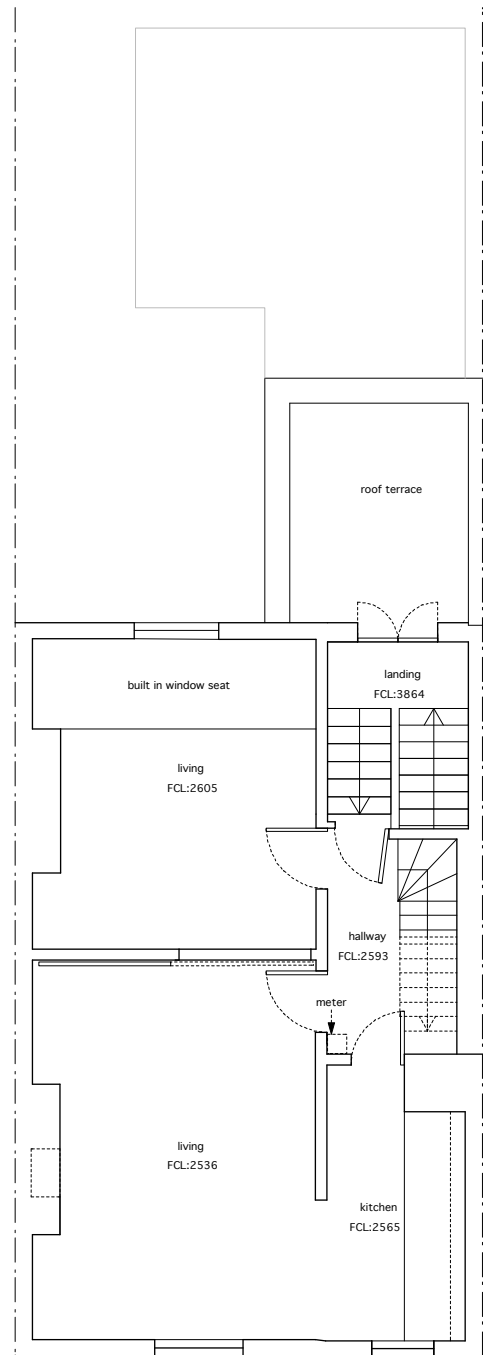 roof terrace
landing
FCL:3864
built in window seat
living
FCL:2605
hallway
FCL:2593
meter
living
FCL:2536
kitchen
FCL:2565